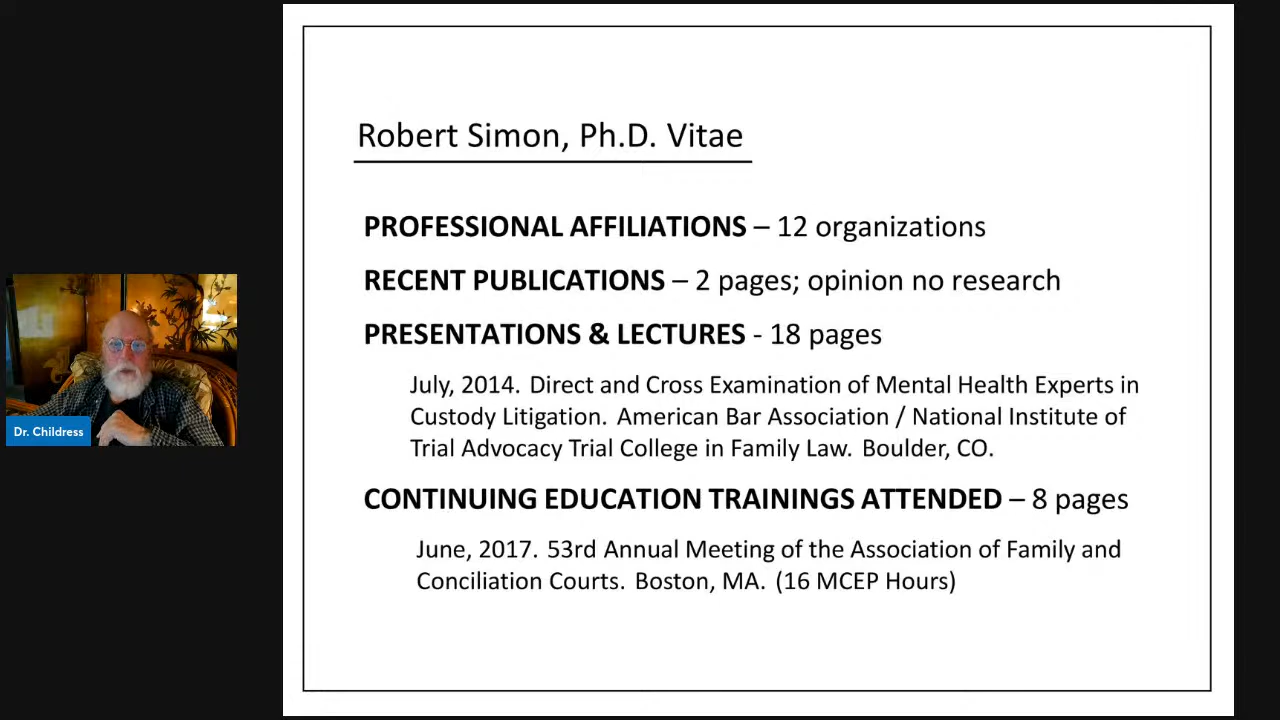 Robert Simon, Ph.D. Vitae
PROFESSIONAL AFFILIATIONS – 12 organizations
RECENT PUBLICATIONS – 2 pages; opinion no research
PRESENTATIONS & LECTURES - 18 pages
July, 2014. Direct and Cross Examination of Mental Health Experts in
Custody Litigation. American Bar Association / National Institute of
Trial Advocacy Trial College in Family Law. Boulder, CO.
CONTINUING EDUCATION TRAININGS ATTENDED – 8 pages
June, 2017. 53rd Annual Meeting of the Association of Family and
Conciliation Courts. Boston, MA. (16 MCEP Hours)
Dr. Childress